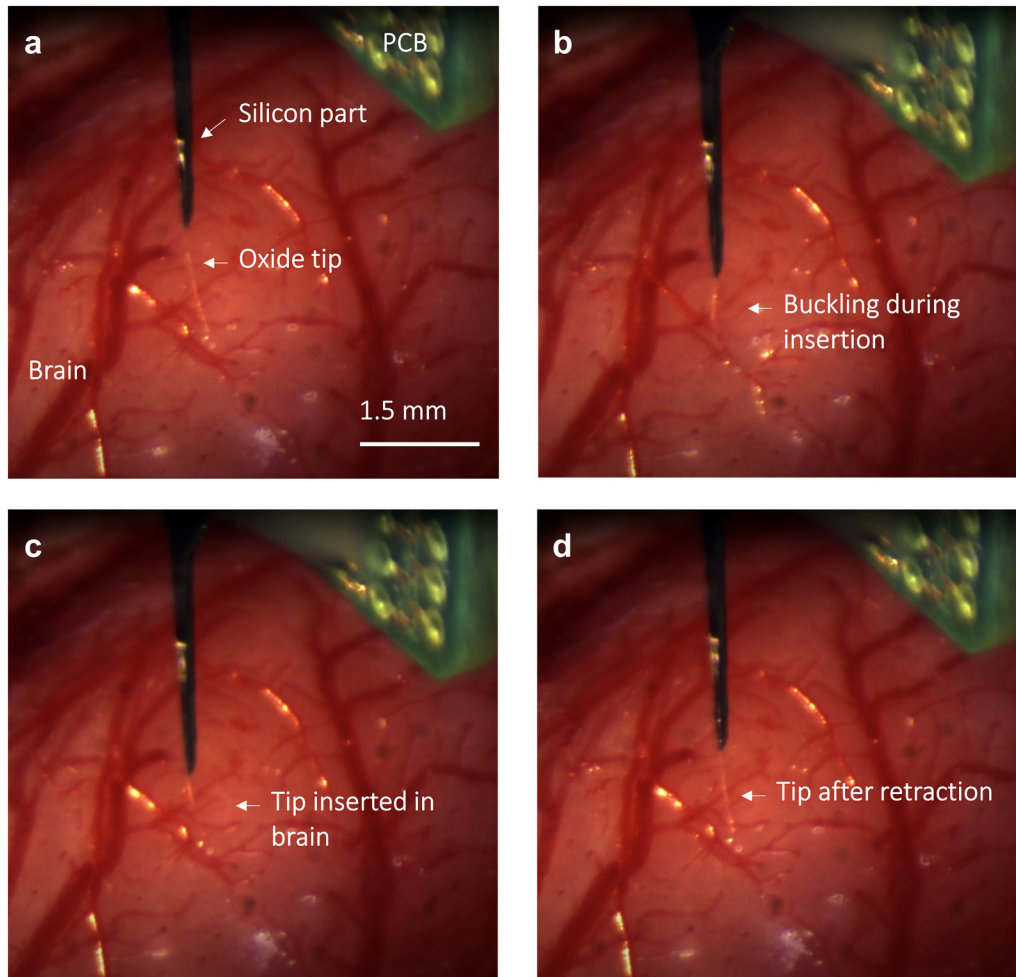 a
PCB
Silicon part
Oxide tip
Brain
1.5 mm
b
Buckling during
insertion
c
Tip inserted in
brain
d
Tip after retraction